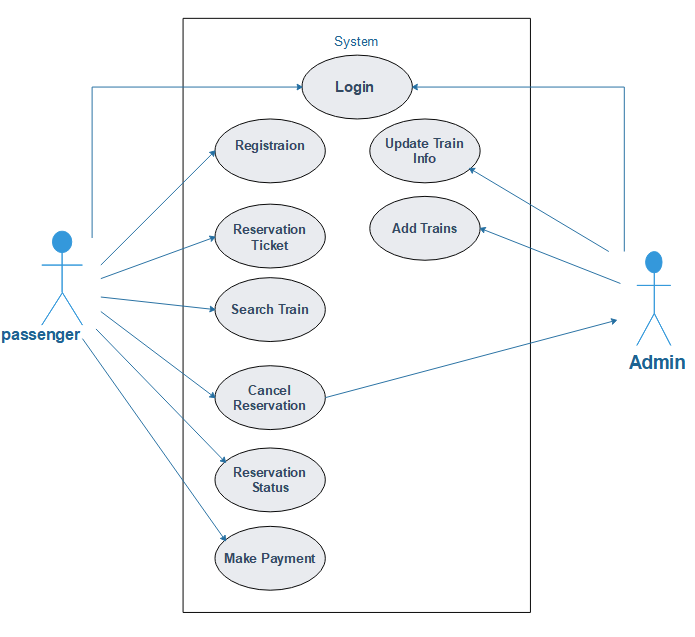 System
Login
Registraion
Update Train
Info
Reservation
Ticket
Add Trains
Search Train
passenger
Admin
Cancel
Reservation
Reservation
Status
Make Payment